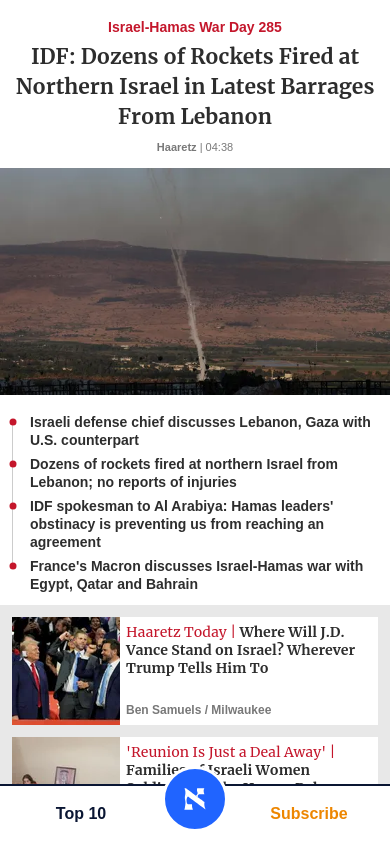 Israel-Hamas War Day 285
IDF: Dozens of Rockets Fired at
Northern Israel in Latest Barrages
From Lebanon
Haaretz | 04:38
Israeli defense chief discusses Lebanon, Gaza with
U.S. counterpart
Dozens of rockets fired at northern Israel from
Lebanon; no reports of injuries
IDF spokesman to Al Arabiya: Hamas leaders'
obstinacy is preventing us from reaching an
agreement
France's Macron discusses Israel-Hamas war with
Egypt, Qatar and Bahrain
Haaretz Today | Where Will J.D.
Vance Stand on Israel? Wherever
Trump Tells Him To
Ben Samuels / Milwaukee
'Reunion Is Just a Deal Away' |
Families of Israeli Women
Top 10
Subscribe